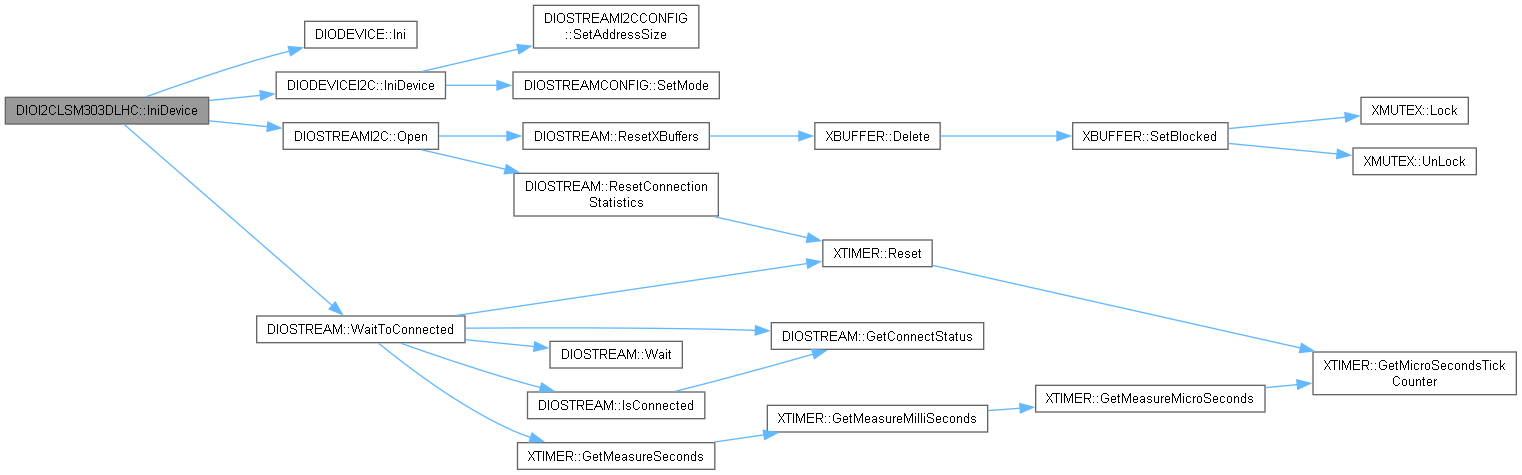 DIOI2CLSM303DLHC::IniDevice
DIODEVICE::Ini
DIODEVICEI2C::IniDevice
DIOSTREAMI2CCONFIG
::SetAddressSize
DIOSTREAMCONFIG::SetMode
DIOSTREAMI2C::Open
DIOSTREAM::ResetXBuffers
XBUFFER::Delete
XBUFFER::SetBlocked
XMUTEX::Lock
XMUTEX::UnLock
DIOSTREAM::ResetConnection
Statistics
XTIMER::Reset
DIOSTREAM::WaitToConnected
DIOSTREAM::GetConnectStatus
DIOSTREAM::Wait
DIOSTREAM::IsConnected
XTIMER::GetMeasureSeconds
XTIMER::GetMeasureMilliSeconds
XTIMER::GetMeasureMicroSeconds
XTIMER::GetMicroSecondsTick
Counter